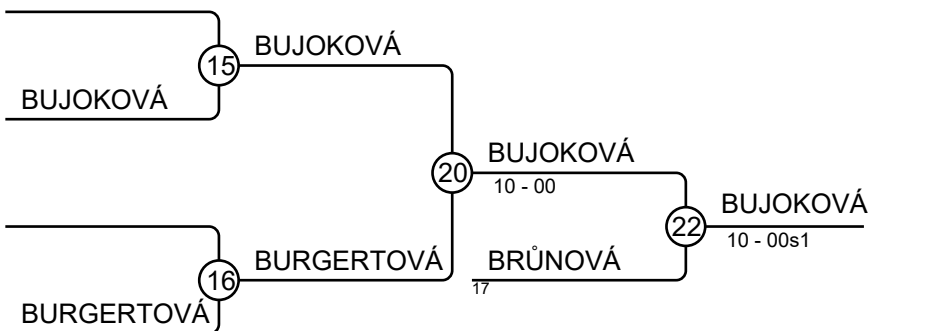 15
BUJOKOVÁ
BUJOKOVÁ
20
BUJOKOVÁ
10 - 00
22
BUJOKOVÁ
10 - 00s1
16
BURGERTOVÁ
BRŮNOVÁ
17
BURGERTOVÁ